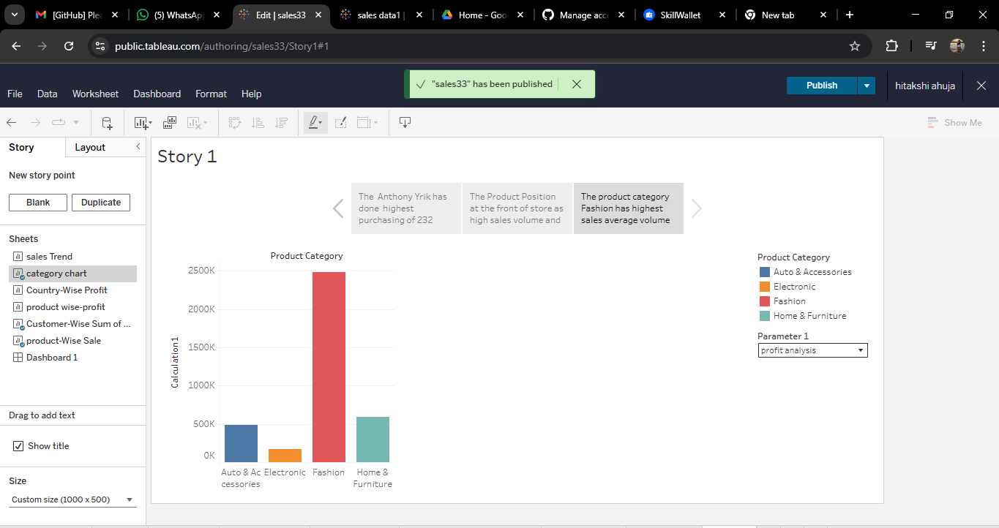 [GitHub] Plea
(5) WhatsApp
Edit | sales33
sales data1 |
Home - Goo
Manage acce
SkillWallet
New tab
public.tableau.com/authoring/sales33/Story1#1
"sales33" has been published
Publish
hitakshi ahuja
File
Data
Worksheet
Dashboard
Format
Help
Show Me
Story
Layout
New story point
Blank
Duplicate
Sheets
sales Trend
category chart
Country-Wise Profit
product wise-profit
Customer-Wise Sum of ...
product-Wise Sale
Dashboard 1
Drag to add text
Show title
Size
Custom size (1000 x 500)
Story 1
The Anthony Yrik has
done highest
purchasing of 232
The Product Position
at the front of store as
high sales volume and
The product category
Fashion has highest
sales average volume
Product Category
2500K
2000K
1500K
1000K
500K
0K
Calculation1
Auto & Ac
cessories
Electronic
Fashion
Home &
Furniture
Product Category
Auto & Accessories
Electronic
Fashion
Home & Furniture
Parameter 1
profit analysis